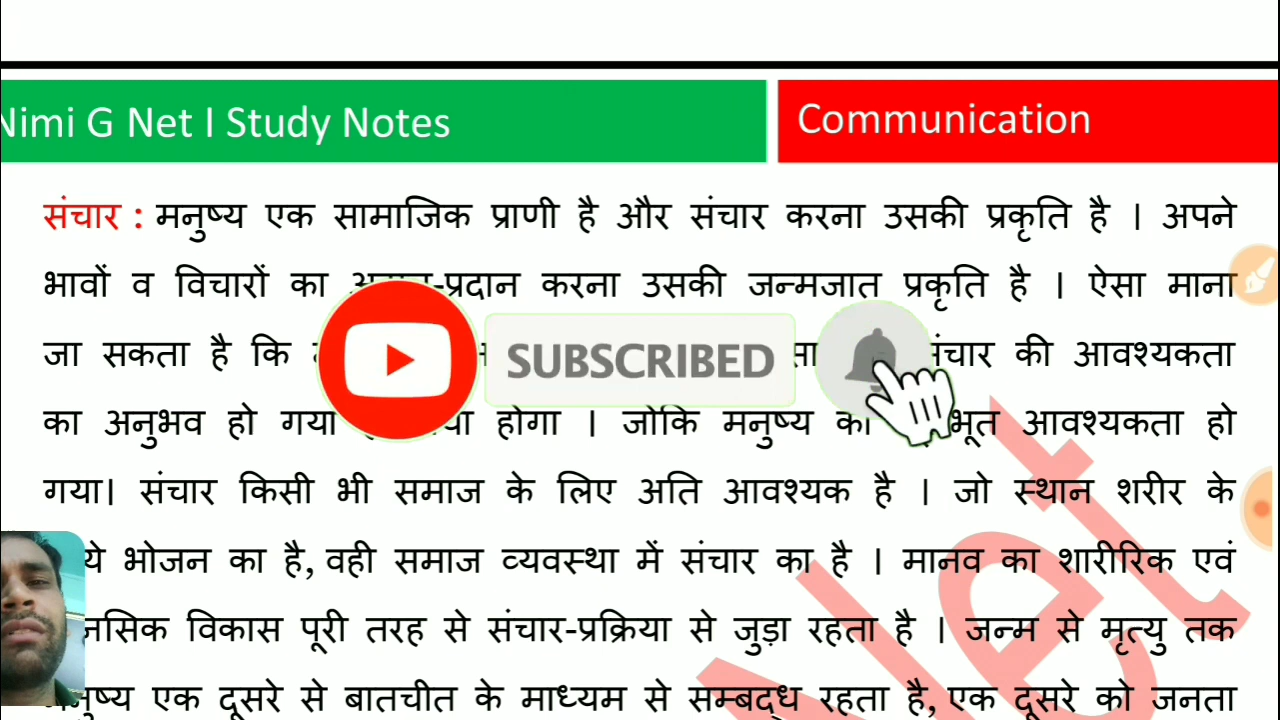 Nimi G Net I Study Notes
Communication
संचार : मनुष्य एक सामाजिक प्राणी है और संचार करना उसकी प्रकृति है । अपने
भावों व विचारों का -प्रदान करना उसकी जन्मजात प्रकृति है । ऐसा माना
जा सकता है कि की आवश्यकता
SUBSCRIBED
का अनुभव हो गया होगा । जोकि मनुष्य आवश्यकता हो
गया। संचार किसी भी समाज के लिए अति आवश्यक है । जो स्थान शरीर के
भोजन का है, वही समाज व्यवस्था में संचार का है । मानव का शारीरिक एवं
विकास पूरी तरह से संचार-प्रक्रिया से जुड़ा रहता है । जन्म से मृत्यु तक
एक दूसरे से बातचीत के माध्यम से सम्बद्ध रहता है, एक दूसरे को जनता
Net